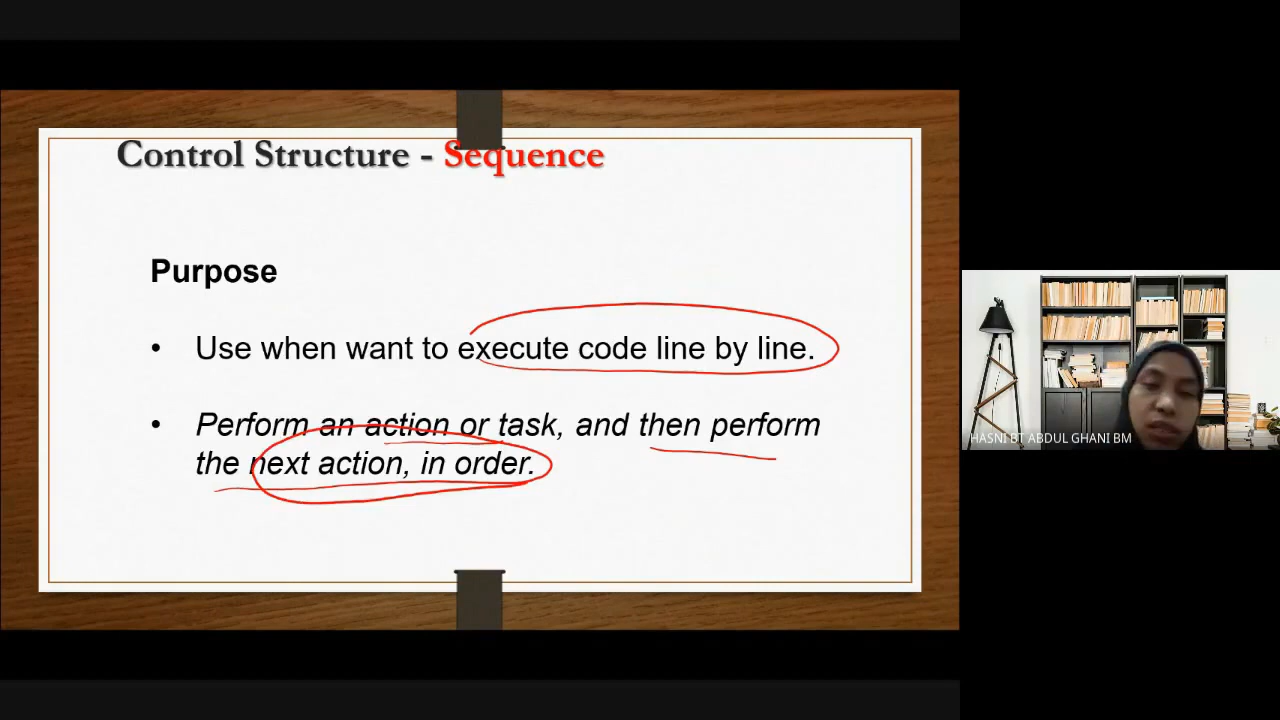 Control Structure - Sequence
Purpose
• Use when want to execute code line by line.
• Perform an action or task, and then perform
the next action, in order.
HASNI BT ABDUL GHANI BM